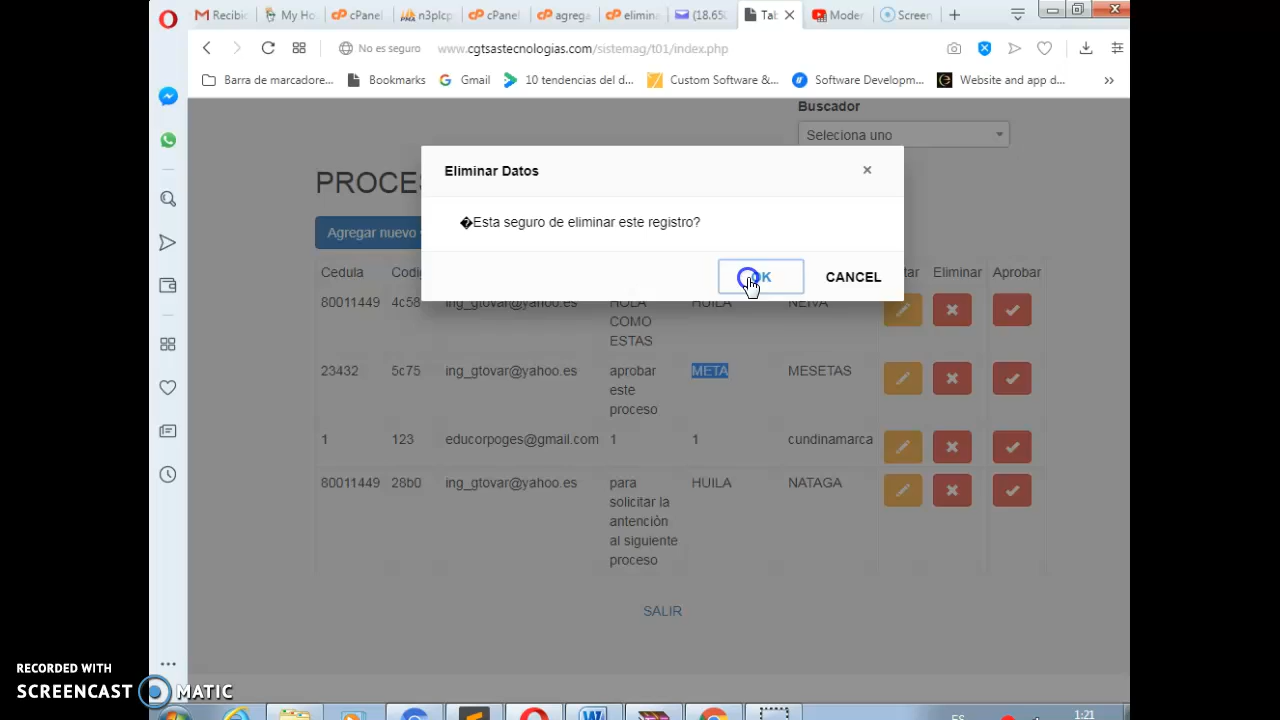 Recibi
My Ho
cPanel
n3plcp
cPanel
agrega
elimina
(18.65
Tab
Moder
Screen
No es seguro
www.cgtsastecnologias.com/sistemag/t01/index.php
Barra de marcadore...
Bookmarks
Gmail
10 tendencias del d...
Custom Software &...
Software Developm...
Website and app d...
Buscador
Seleciona uno
Eliminar Datos
PROCE
�Esta seguro de eliminar este registro?
Agregar nuevo
OK
CANCEL
Cedula Codi tar Eliminar Aprobar
80011449 4c58 ing_gtovar@yahoo.es HOLA HUILA NEIVA
COMO
ESTAS
23432 5c75 ing_gtovar@yahoo.es aprobar META MESETAS
este
proceso
1 123 educorpoges@gmail.com 1 1 cundinamarca
80011449 28b0 ing_gtovar@yahoo.es para HUILA NATAGA
solicitar la
antención
al siguiente
proceso
SALIR
RECORDED WITH
SCREENCAST MATIC
ES
1:21